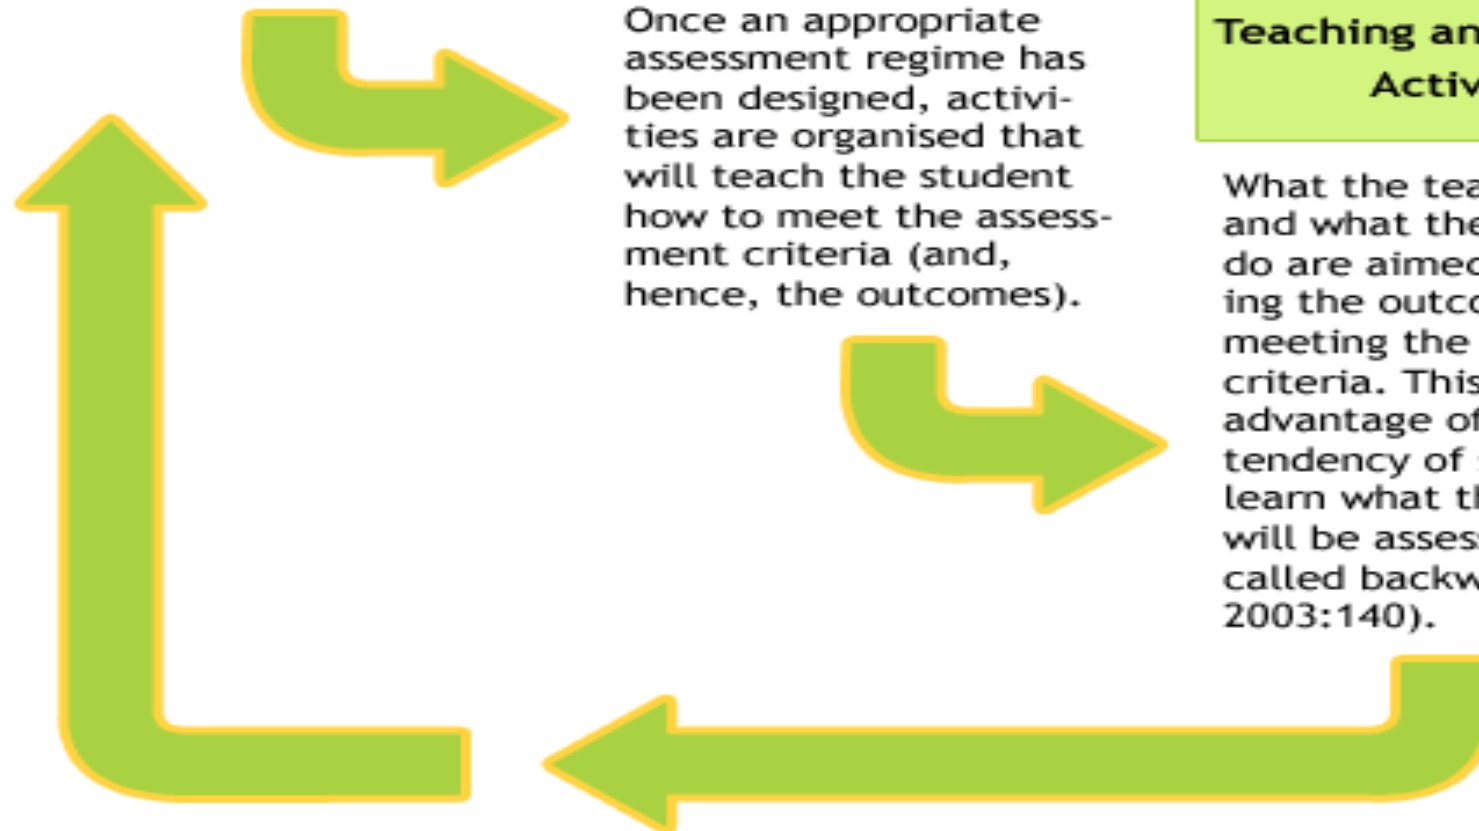 Once an appropriate
assessment regime has
been designed, activi-
ties are organised that
will teach the student
how to meet the assess-
ment criteria (and,
hence, the outcomes).
Teaching an
Activ
What the tea
and what the
do are aimed
ing the outco
meeting the
criteria. This
advantage of
tendency of
learn what th
will be assess
called backw
2003:140).